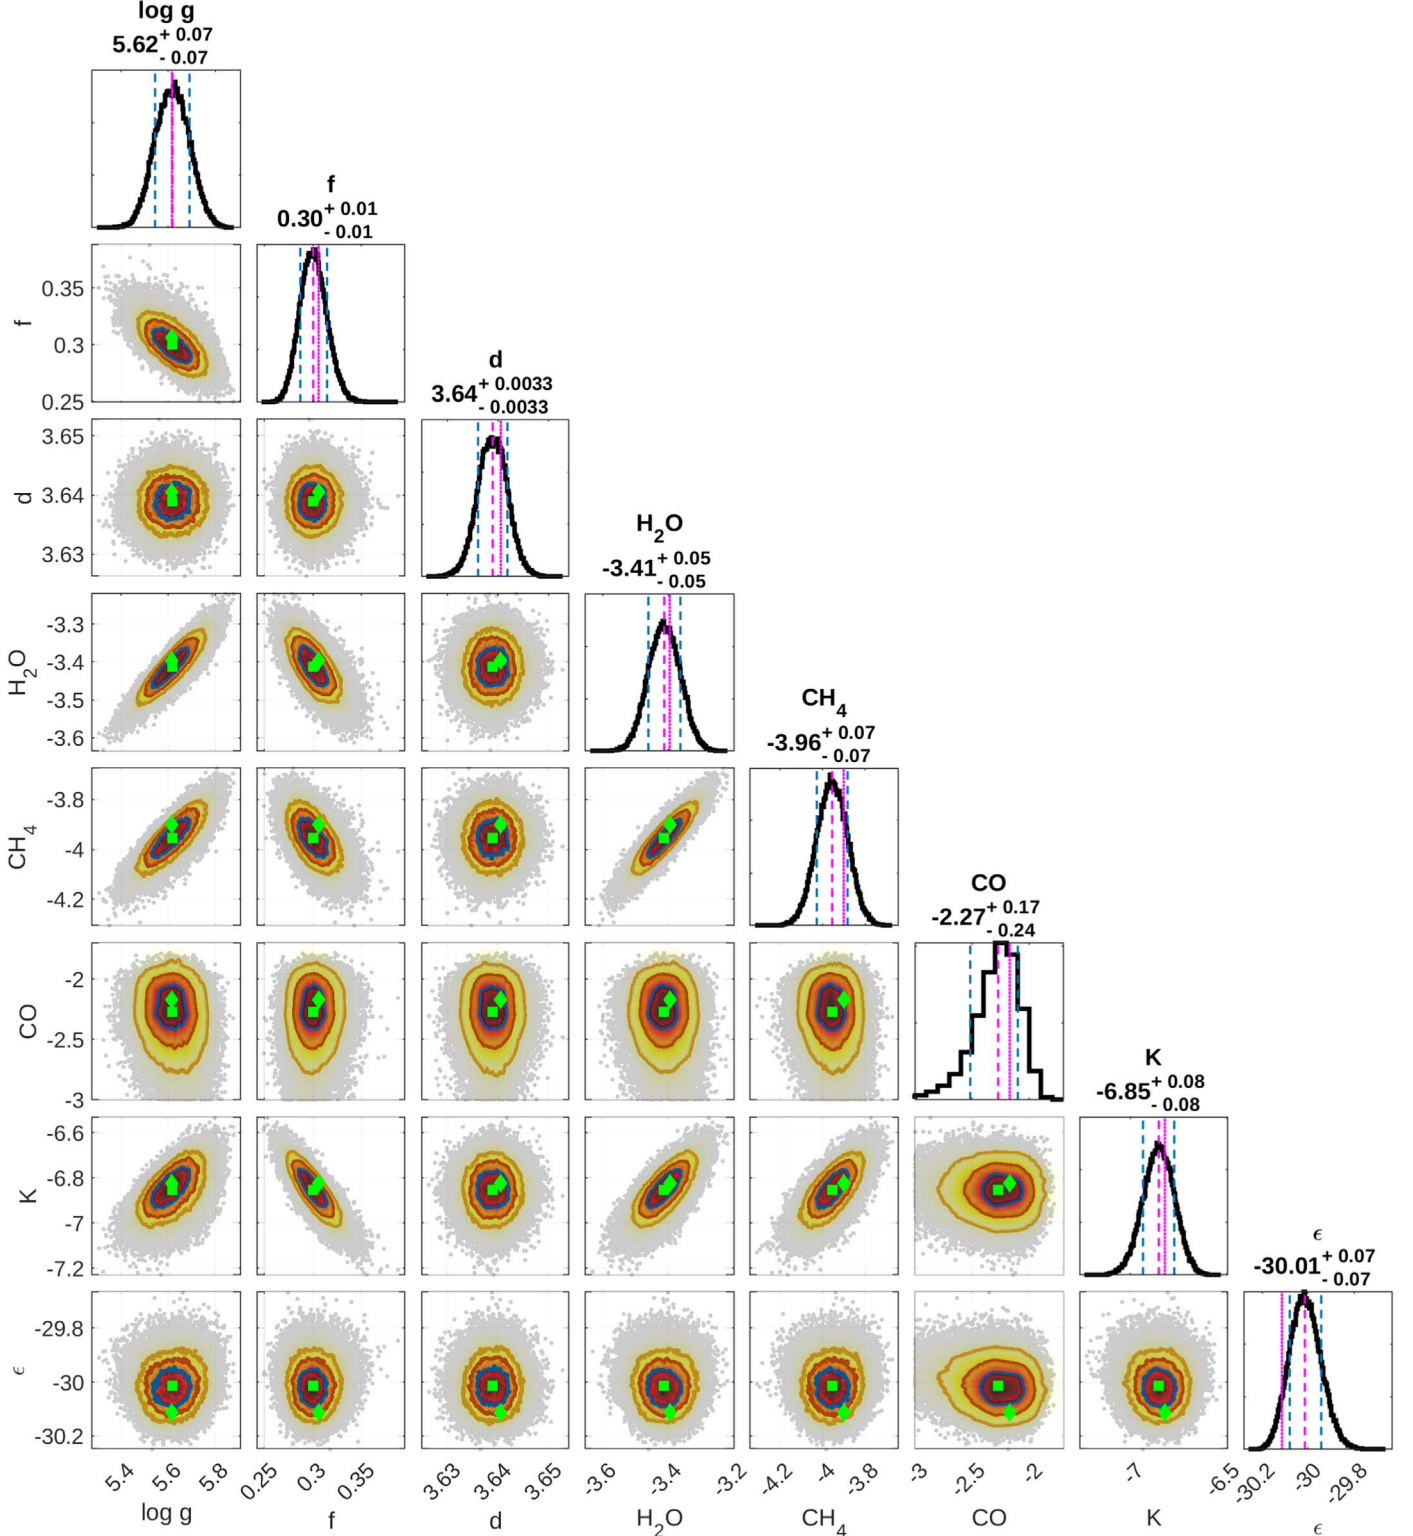 log g
5.62 + 0.07
- 0.07
f
0.30 + 0.01
- 0.01
0.35
f
0.3
0.25
d
3.64 + 0.0033
- 0.0033
3.65
d
3.64
3.63
H2O
-3.41 + 0.05
- 0.05
-3.3
H2O
-3.4
-3.5
-3.6
CH4
-3.96 + 0.07
- 0.07
-3.8
CH4
-4
-4.2
CO
-2.27 + 0.17
- 0.24
-2
CO
-2.5
-3
K
-6.85 + 0.08
- 0.08
-6.6
-6.8
K
-7
-7.2
ϵ
-30.01 + 0.07
- 0.07
-29.8
ϵ
-30
-30.2
5.4 5.6 5.8 0.25 0.3 0.35 3.63 3.64 3.65 -3.6 -3.4 -3.2 -4.2 -4 -3.8 -3 -2.5 -2 -7 -6.5 -30.2 -30 -29.8
log g f d H2O CH4 CO K ϵ